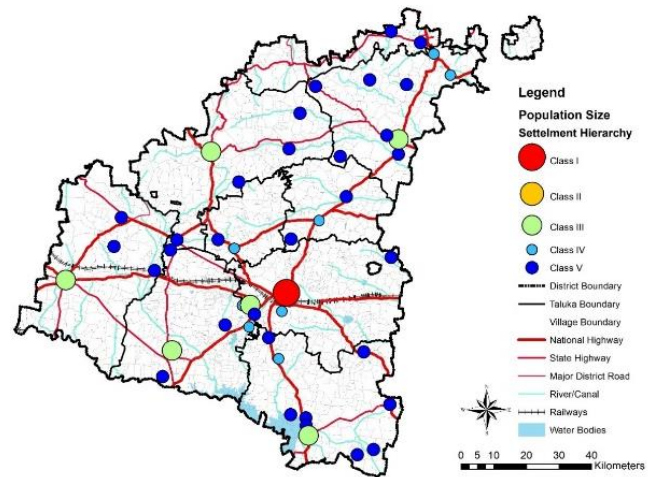 Legend
Population Size
Settelment Hierarchy
Class I
Class II
Class III
Class IV
Class V
District Boundary
Taluka Boundary
Village Boundary
National Highway
State Highway
Major District Road
River/Canal
Railways
Water Bodies
N
0 5 10 20 30 40
Kilometers